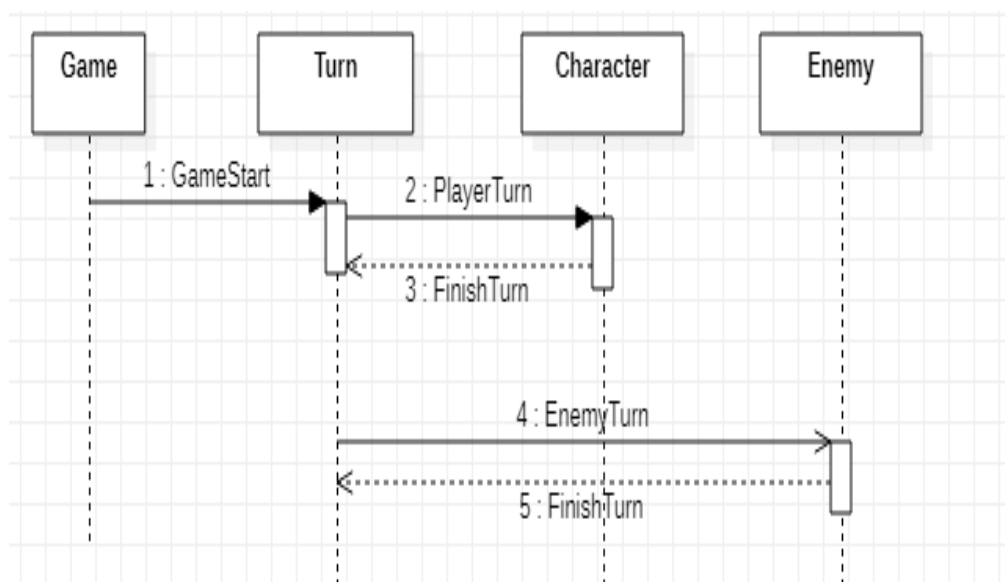 Game
Turn
Character
Enemy
1 : GameStart
2 : PlayerTurn
3 : FinishTurn
4 : EnemyTurn
5 : FinishTurn